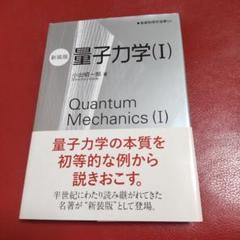 新装版
量子力学(I)
小出昭一郎 著
Quantum
Mechanics (I)
量子力学の本質を
初等的な例から
説きおこす。
半世紀にわたり読み継がれてきた
名著が“新装版”として登場。